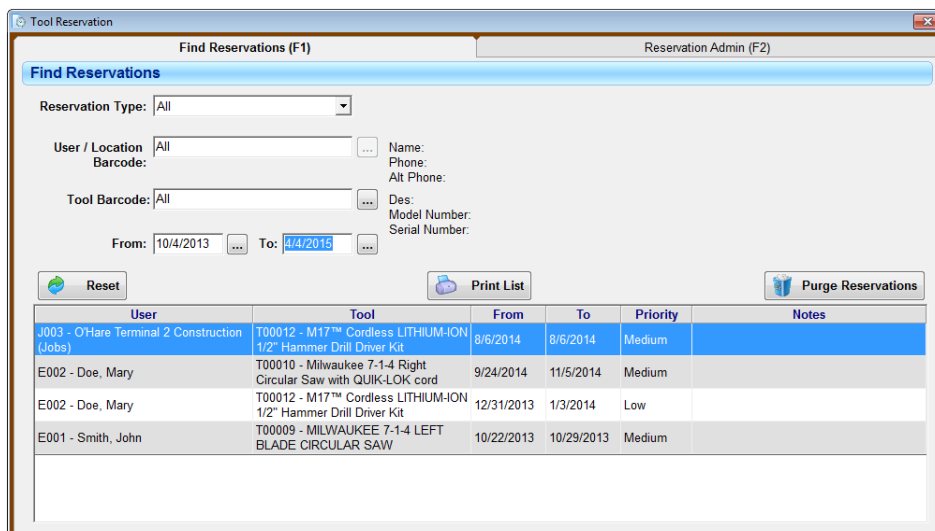 Tool Reservation
Find Reservations (F1) Reservation Admin (F2)
Find Reservations
Reservation Type: All
User / Location Barcode: All ... Name:
Phone:
Alt Phone:
Tool Barcode: All ... Des:
Model Number:
Serial Number:
From: 10/4/2013 ... To: 4/4/2015 ...
Reset Print List Purge Reservations
User Tool From To Priority Notes
J003 - O'Hare Terminal 2 Construction (Jobs) T00012 - M17™ Cordless LITHIUM-ION 1/2" Hammer Drill Driver Kit 8/6/2014 8/6/2014 Medium
E002 - Doe, Mary T00010 - Milwaukee 7-1-4 Right Circular Saw with QUIK-LOK cord 9/24/2014 11/5/2014 Medium
E002 - Doe, Mary T00012 - M17™ Cordless LITHIUM-ION 1/2" Hammer Drill Driver Kit 12/31/2013 1/3/2014 Low
E001 - Smith, John T00009 - MILWAUKEE 7-1-4 LEFT BLADE CIRCULAR SAW 10/22/2013 10/29/2013 Medium